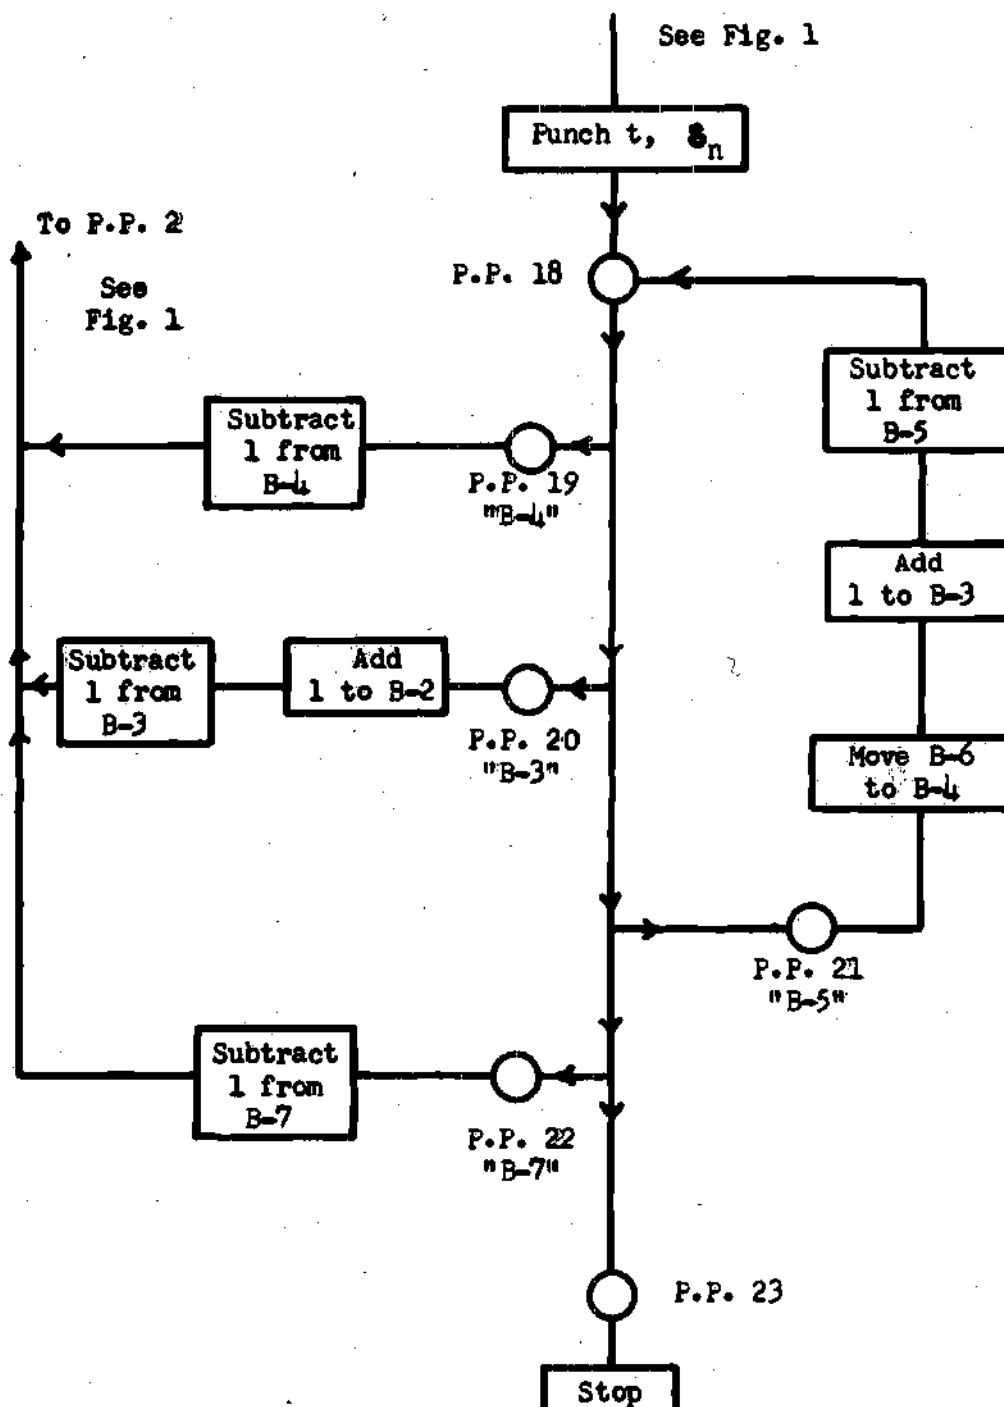 See Fig. 1
Punch t, g_n
To P.P. 2
See
Fig. 1
P.P. 18
Subtract
1 from
B-5
Subtract
1 from
B-4
P.P. 19
"B-4"
Add
1 to B-3
Subtract
1 from
B-3
Add
1 to B-2
P.P. 20
"B-3"
Move B-6
to B-4
P.P. 21
"B-5"
Subtract
1 from
B-7
P.P. 22
"B-7"
P.P. 23
Stop